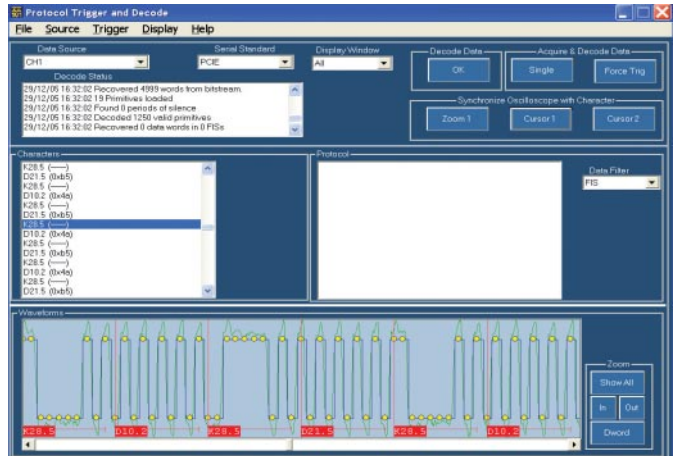 Protocol Trigger and Decode
File Source Trigger Display Help
Data Source
CH1
Serial Standard
PCIE
Display Window
All
Decode Data
OK
Acquire & Decode Data
Single
Force Trig
Decode Status
29/12/05 16:32:02 Recovered 4999 words from bitstream.
29/12/05 16:32:02 19 Primitives loaded
29/12/05 16:32:02 Found 0 periods of silence
29/12/05 16:32:02 Decoded 1250 valid primitives
29/12/05 16:32:02 Recovered 0 data words in 0 FISs
Synchronize Oscilloscope with Character
Zoom 1
Cursor 1
Cursor 2
Characters
K28.5 (-----)
D21.5 (0xb5)
K28.5 (-----)
D10.2 (0x4a)
K28.5 (-----)
D21.5 (0xb5)
K28.5 (-----)
D10.2 (0x4a)
K28.5 (-----)
D21.5 (0xb5)
K28.5 (-----)
D10.2 (0x4a)
K28.5 (-----)
D21.5 (0xb5)
Protocol
Data Filter
FIS
Waveforms
K28.5 D10.2 K28.5 D21.5 K28.5 D10.2
Zoom
Show All
In Out
Dword